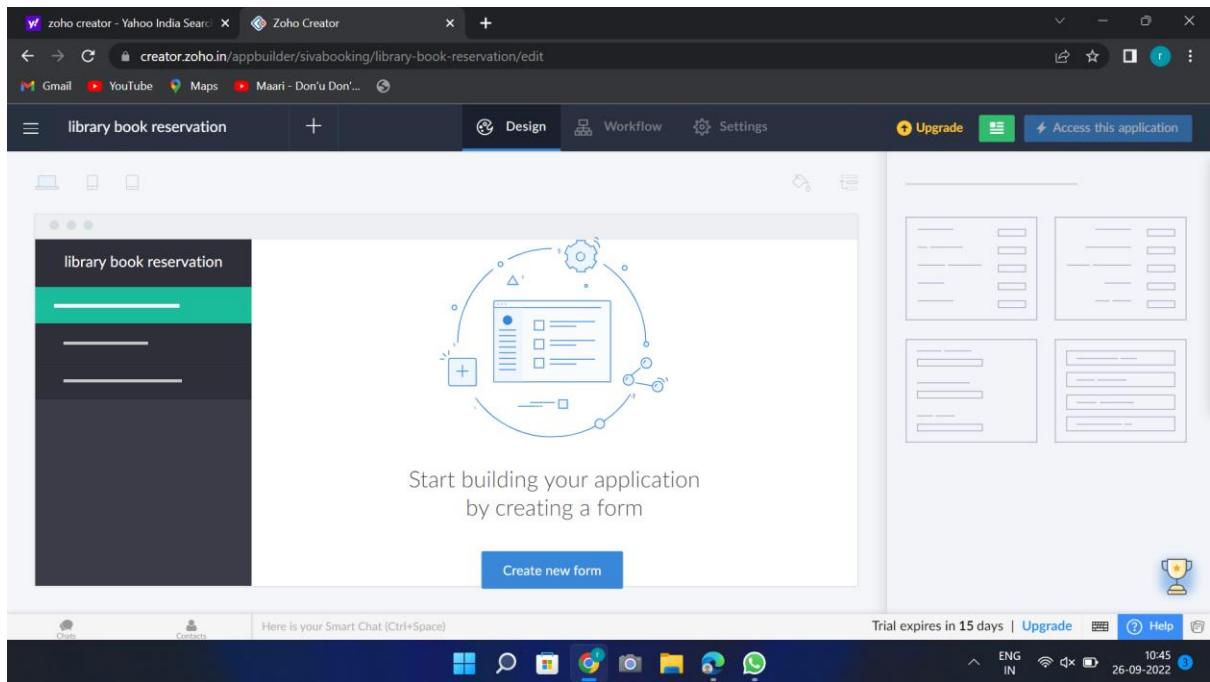 y! zoho creator - Yahoo India Searc
Zoho Creator
creator.zoho.in/appbuilder/sivabooking/library-book-reservation/edit
r
Gmail YouTube Maps Maari - Don'u Don'...
library book reservation
Design Workflow Settings
Upgrade Access this application
library book reservation
Start building your application
by creating a form
Create new form
Chats Contacts Here is your Smart Chat (Ctrl+Space)
Trial expires in 15 days | Upgrade ? Help
ENG 10:45
IN 26-09-2022 3